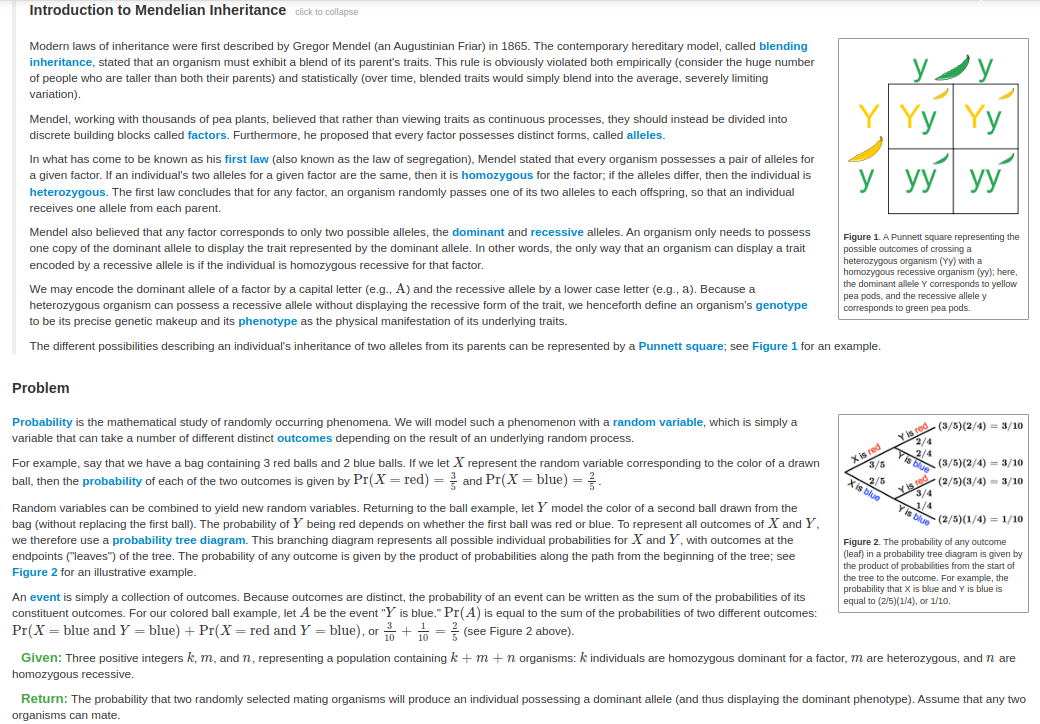 Introduction to Mendelian Inheritance click to collapse
Modern laws of inheritance were first described by Gregor Mendel (an Augustinian Friar) in 1865. The contemporary hereditary model, called blending
inheritance, stated that an organism must exhibit a blend of its parent's traits. This rule is obviously violated both empirically (consider the huge number
of people who are taller than both their parents) and statistically (over time, blended traits would simply blend into the average, severely limiting
variation).
Mendel, working with thousands of pea plants, believed that rather than viewing traits as continuous processes, they should instead be divided into
discrete building blocks called factors. Furthermore, he proposed that every factor possesses distinct forms, called alleles.
In what has come to be known as his first law (also known as the law of segregation), Mendel stated that every organism possesses a pair of alleles for
a given factor. If an individual's two alleles for a given factor are the same, then it is homozygous for the factor; if the alleles differ, then the individual is
heterozygous. The first law concludes that for any factor, an organism randomly passes one of its two alleles to each offspring, so that an individual
receives one allele from each parent.
Mendel also believed that any factor corresponds to only two possible alleles, the dominant and recessive alleles. An organism only needs to possess
one copy of the dominant allele to display the trait represented by the dominant allele. In other words, the only way that an organism can display a trait
encoded by a recessive allele is if the individual is homozygous recessive for that factor.
We may encode the dominant allele of a factor by a capital letter (e.g., A) and the recessive allele by a lower case letter (e.g., a). Because a
heterozygous organism can possess a recessive allele without displaying the recessive form of the trait, we henceforth define an organism's genotype
to be its precise genetic makeup and its phenotype as the physical manifestation of its underlying traits.
The different possibilities describing an individual's inheritance of two alleles from its parents can be represented by a Punnett square; see Figure 1 for an example.
y y
Y Yy Yy
y yy yy
Figure 1. A Punnett square representing the
possible outcomes of crossing a
heterozygous organism (Yy) with a
homozygous recessive organism (yy); here,
the dominant allele Y corresponds to yellow
pea pods, and the recessive allele y
corresponds to green pea pods.
Problem
Probability is the mathematical study of randomly occurring phenomena. We will model such a phenomenon with a random variable, which is simply a
variable that can take a number of different distinct outcomes depending on the result of an underlying random process.
For example, say that we have a bag containing 3 red balls and 2 blue balls. If we let X represent the random variable corresponding to the color of a drawn
ball, then the probability of each of the two outcomes is given by Pr(X = red) = 3/5 and Pr(X = blue) = 2/5.
Random variables can be combined to yield new random variables. Returning to the ball example, let Y model the color of a second ball drawn from the
bag (without replacing the first ball). The probability of Y being red depends on whether the first ball was red or blue. To represent all outcomes of X and Y,
we therefore use a probability tree diagram. This branching diagram represents all possible individual probabilities for X and Y, with outcomes at the
endpoints ("leaves") of the tree. The probability of any outcome is given by the product of probabilities along the path from the beginning of the tree; see
Figure 2 for an illustrative example.
An event is simply a collection of outcomes. Because outcomes are distinct, the probability of an event can be written as the sum of the probabilities of its
constituent outcomes. For our colored ball example, let A be the event "Y is blue." Pr(A) is equal to the sum of the probabilities of two different outcomes:
Pr(X = blue and Y = blue) + Pr(X = red and Y = blue), or 3/10 + 1/10 = 2/5 (see Figure 2 above).
X is red
3/5
2/5
X is blue
Y is red
2/4
(3/5)(2/4) = 3/10
2/4
Y is blue
(3/5)(2/4) = 3/10
Y is red
3/4
(2/5)(3/4) = 3/10
1/4
Y is blue
(2/5)(1/4) = 1/10
Figure 2. The probability of any outcome
(leaf) in a probability tree diagram is given by
the product of probabilities from the start of
the tree to the outcome. For example, the
probability that X is blue and Y is blue is
equal to (2/5)(1/4), or 1/10.
Given: Three positive integers k, m, and n, representing a population containing k + m + n organisms: k individuals are homozygous dominant for a factor, m are heterozygous, and n are
homozygous recessive.
Return: The probability that two randomly selected mating organisms will produce an individual possessing a dominant allele (and thus displaying the dominant phenotype). Assume that any two
organisms can mate.